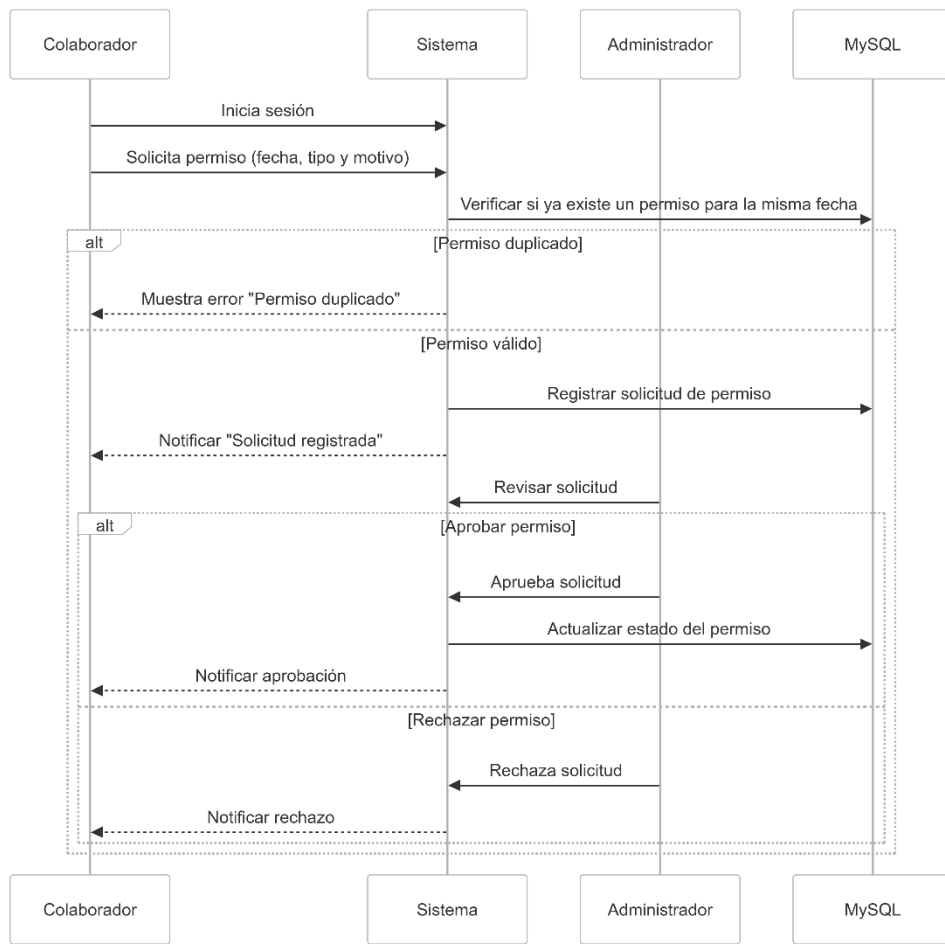 Colaborador
Sistema
Administrador
MySQL
Inicia sesión
Solicita permiso (fecha, tipo y motivo)
Verificar si ya existe un permiso para la misma fecha
alt
[Permiso duplicado]
Muestra error "Permiso duplicado"
[Permiso válido]
Registrar solicitud de permiso
Notificar "Solicitud registrada"
Revisar solicitud
alt
[Aprobar permiso]
Aprueba solicitud
Actualizar estado del permiso
Notificar aprobación
[Rechazar permiso]
Rechaza solicitud
Notificar rechazo
Colaborador
Sistema
Administrador
MySQL